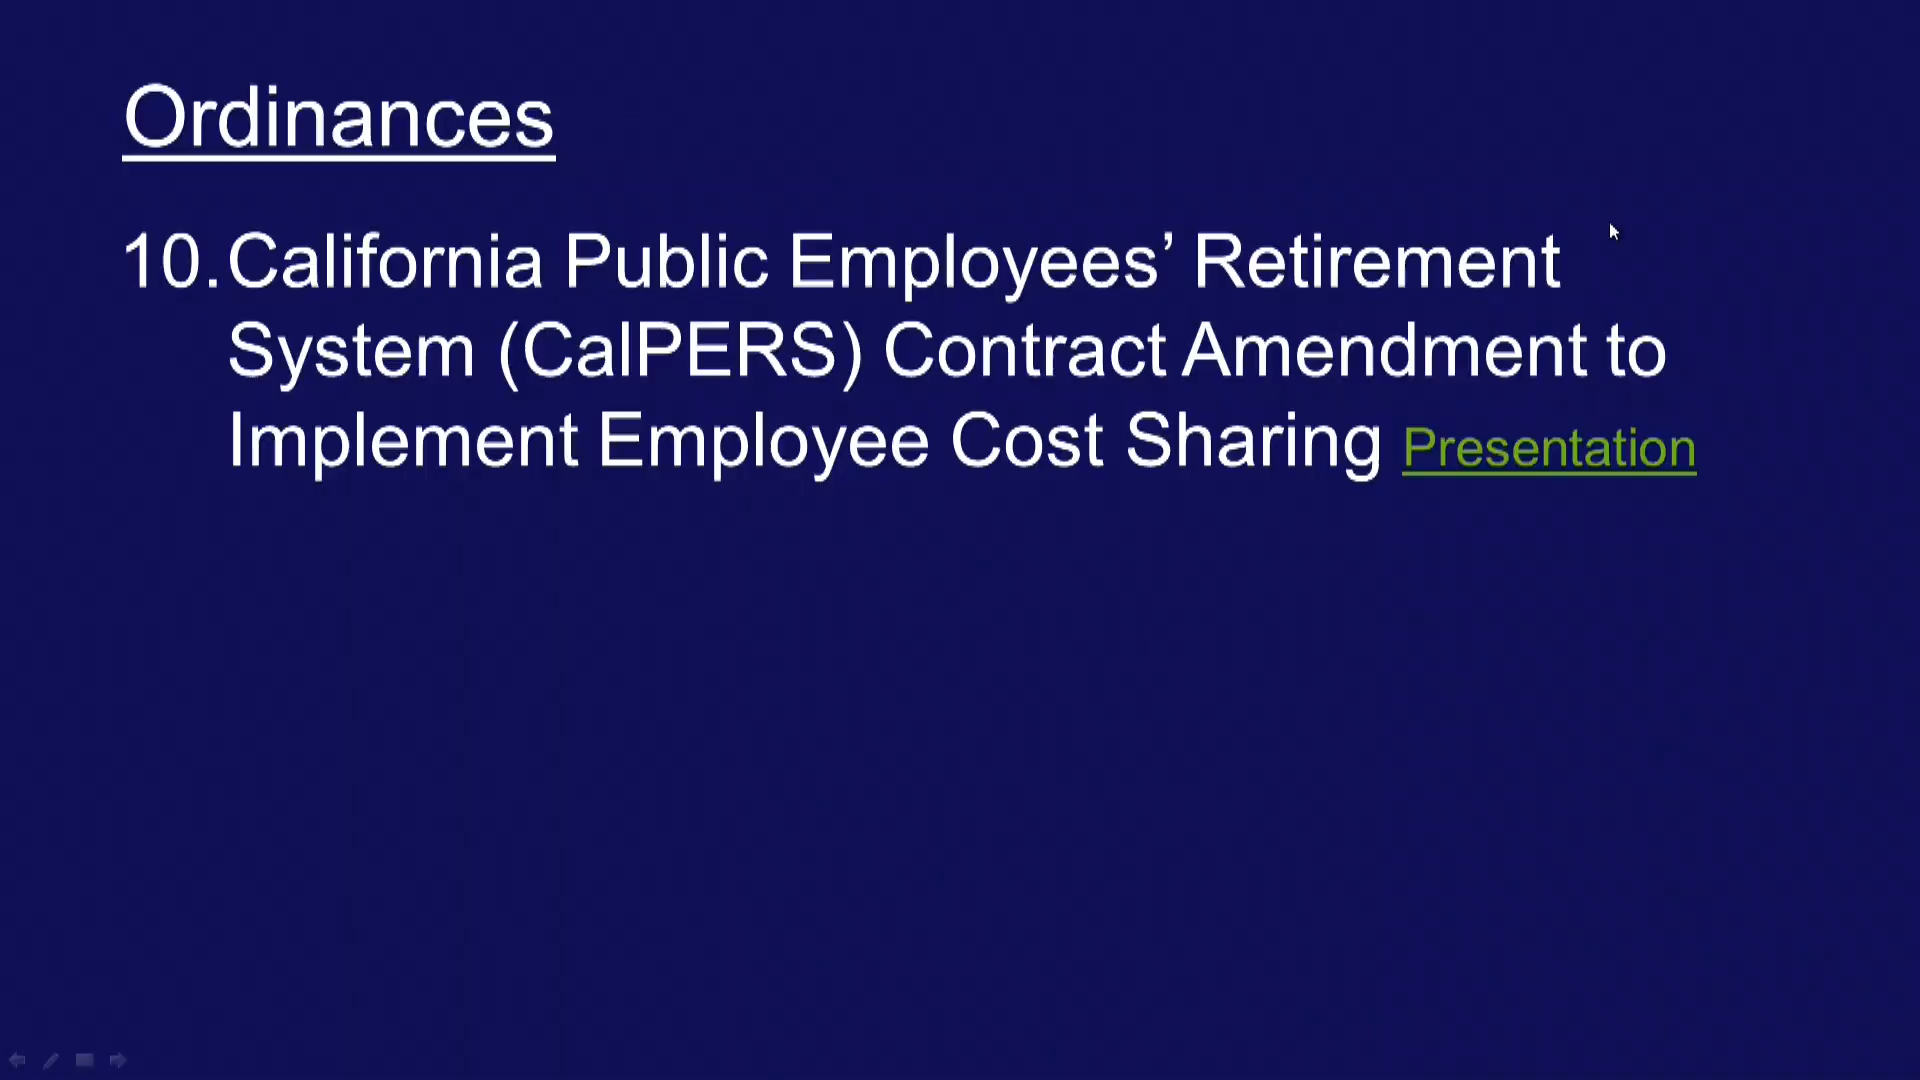 Ordinances
10. California Public Employees’ Retirement
System (CalPERS) Contract Amendment to
Implement Employee Cost Sharing Presentation